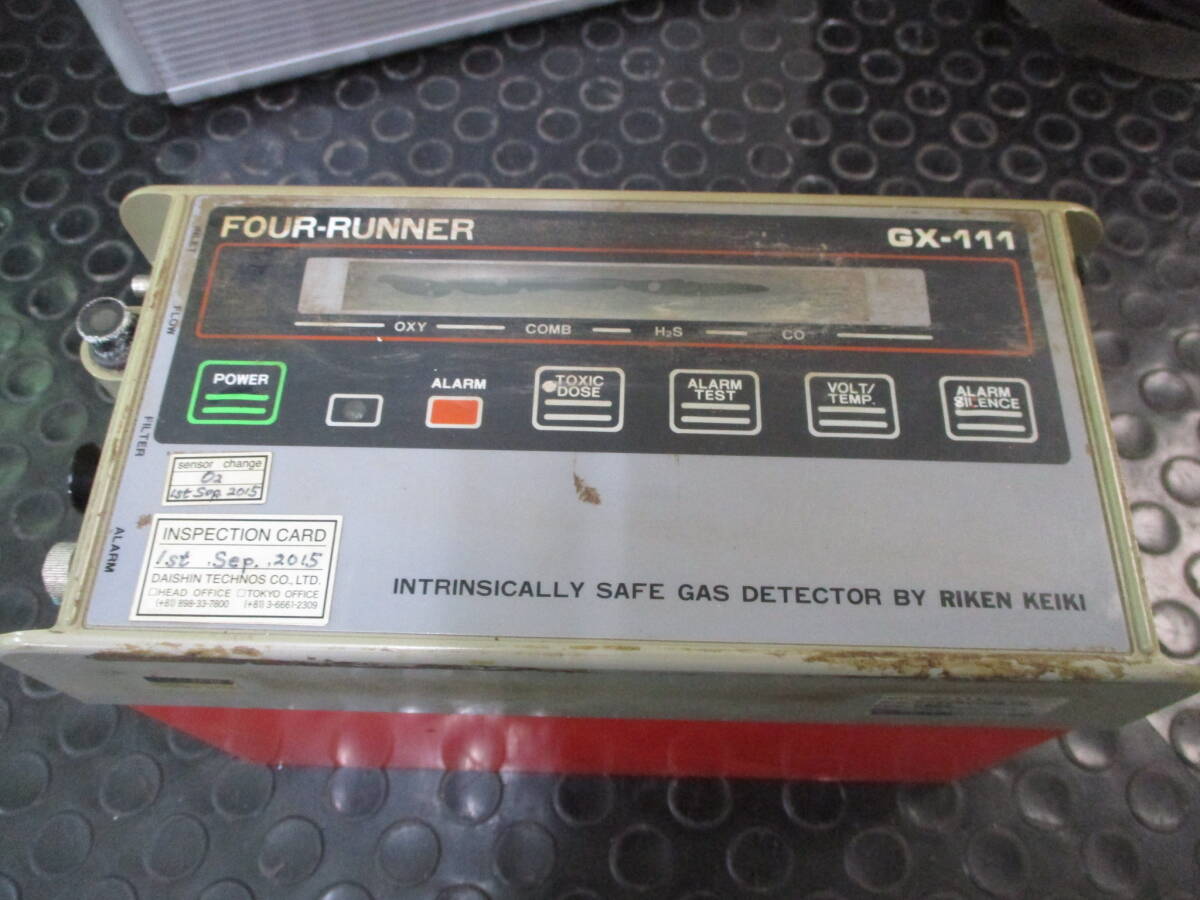 FOUR-RUNNER
GX-111
OXY
COMB
H₂S
CO
POWER
ALARM
TOXIC
DOSE
ALARM
TEST
VOLT/
TEMP.
ALARM
SILENCE
FLOW
FILTER
ALARM
sensor change
O2
1st Sep. 2015
INSPECTION CARD
1st . Sep. , 2015
DAISHIN TECHNOS CO., LTD.
□HEAD OFFICE □TOKYO OFFICE
(+81) 898-33-7800 (+81) 3-6661-2309
INTRINSICALLY SAFE GAS DETECTOR BY RIKEN KEIKI